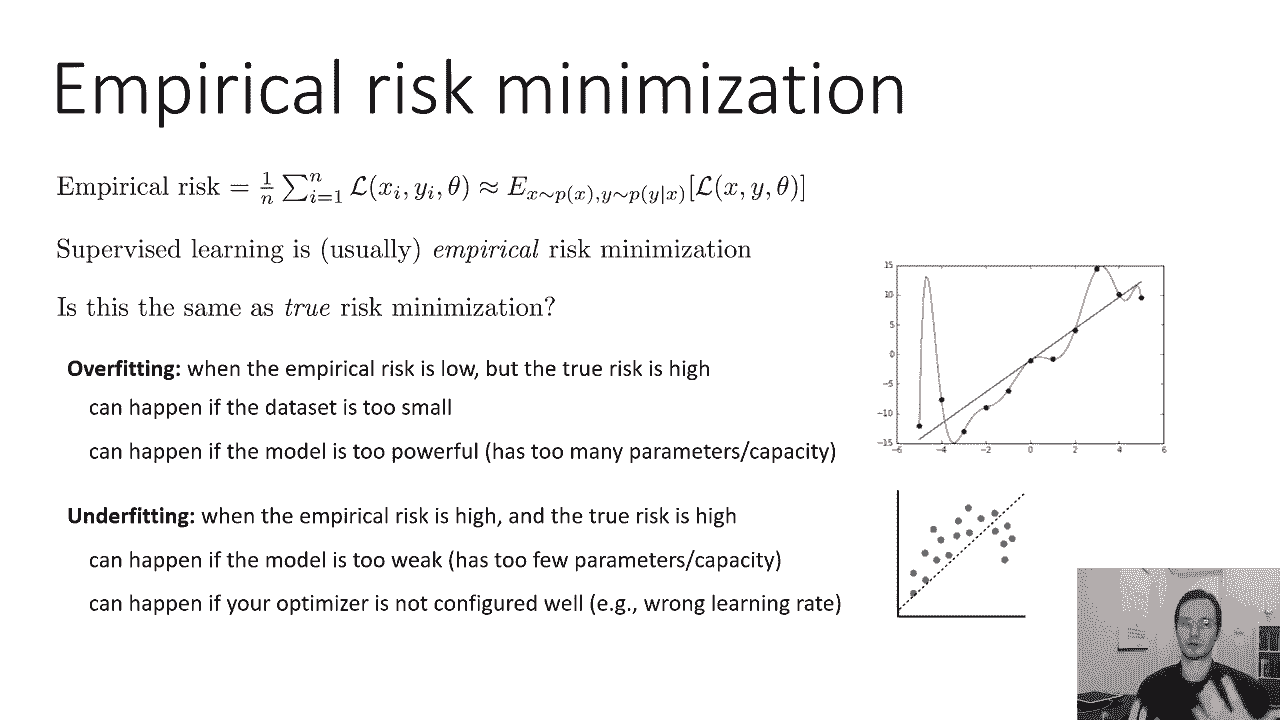 Empirical risk minimization
Empirical risk = \frac{1}{n} \sum_{i=1}^{n} \mathcal{L}(x_i, y_i, \theta) \approx E_{x \sim p(x), y \sim p(y|x)}[\mathcal{L}(x, y, \theta)]
Supervised learning is (usually) empirical risk minimization
Is this the same as true risk minimization?
Overfitting: when the empirical risk is low, but the true risk is high
can happen if the dataset is too small
can happen if the model is too powerful (has too many parameters/capacity)
Underfitting: when the empirical risk is high, and the true risk is high
can happen if the model is too weak (has too few parameters/capacity)
can happen if your optimizer is not configured well (e.g., wrong learning rate)
15
10
5
0
−5
−10
−15
−6 −4 −2 0 2 4 6